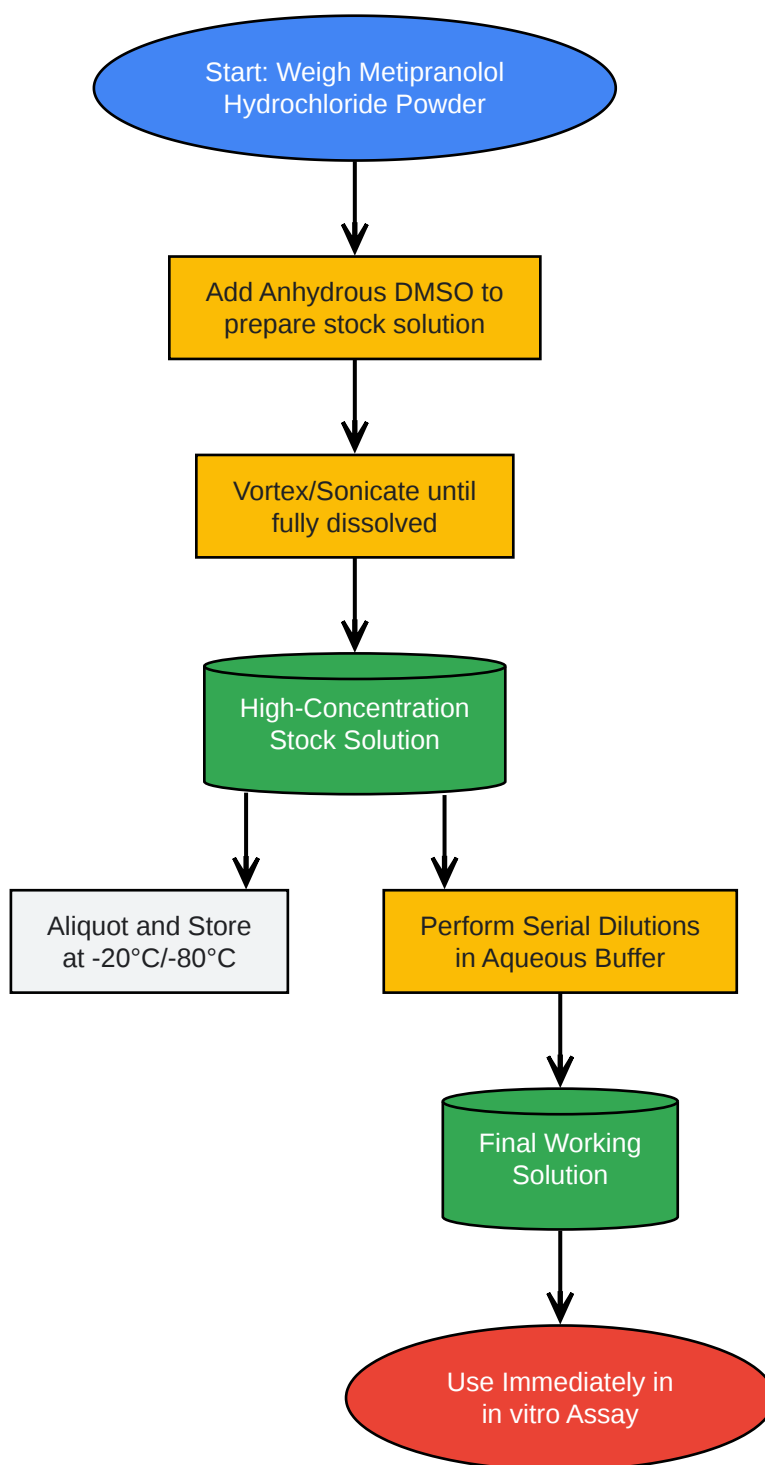 Start: Weigh Metipranolol
Hydrochloride Powder
Add Anhydrous DMSO to
prepare stock solution
Vortex/Sonicate until
fully dissolved
High-Concentration
Stock Solution
Aliquot and Store
at -20°C/-80°C
Perform Serial Dilutions
in Aqueous Buffer
Final Working
Solution
Use Immediately in
in vitro Assay